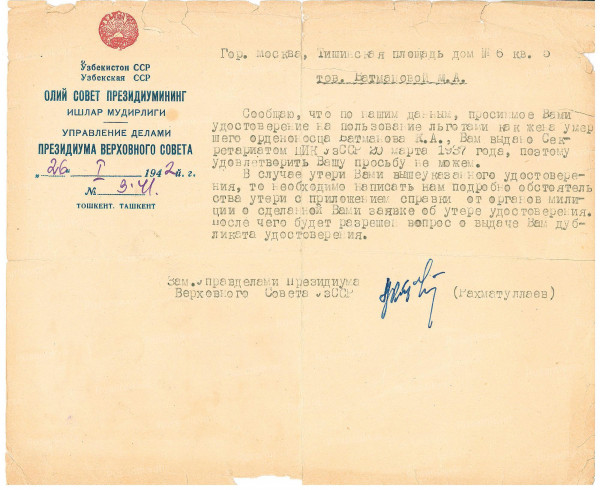 Ўзбекистон ССР
Узбекская ССР
ОЛИЙ СОВЕТ ПРЕЗИДИУМИНИНГ
ИШЛАР МУДИРЛИГИ
УПРАВЛЕНИЕ ДЕЛАМИ
ПРЕЗИДИУМА ВЕРХОВНОГО СОВЕТА
„26" I 1942й.г.
№ 3-41.
ТОШКЕНТ. ТАШКЕНТ
Гор. Москва, Тишинская площадь дом № 6 кв. 6
тов. Батмановой М.А.
Сообщаю, что по нашим данным, просимое Вами
удостоверение на пользование льготами как жена умер
шего орденоносца Батманова К.А., Вам выдано Сек-
ретариатом ЦИК УзССР 20 марта 1937 года, поэтому
удовлетворить Вашу просьбу не можем.
В случае утери Вами вышеуказанного удостовере-
ния, то необходимо написать нам подробно обстоятель
ства утери с приложением справки от органов мили-
ции о сделанной Вами заявке об утере удостоверения.
после чего будет разрешен вопрос о выдаче Вам дуб-
ликата удостоверения.
Зам. Управделами Президиума
Верховного Совета УзССР
(Рахматуллаев)